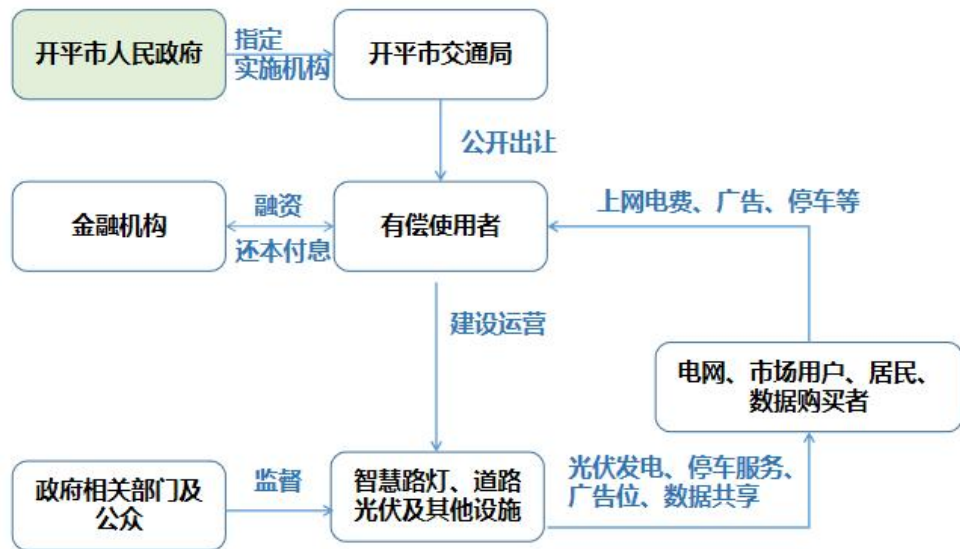 开平市人民政府
指定
实施机构
开平市交通局
公开出让
金融机构
融资
还本付息
有偿使用者
上网电费、广告、停车等
建设运营
电网、市场用户、居民、
数据购买者
政府相关部门及
公众
监督
智慧路灯、道路
光伏及其他设施
光伏发电、停车服务、
广告位、数据共享